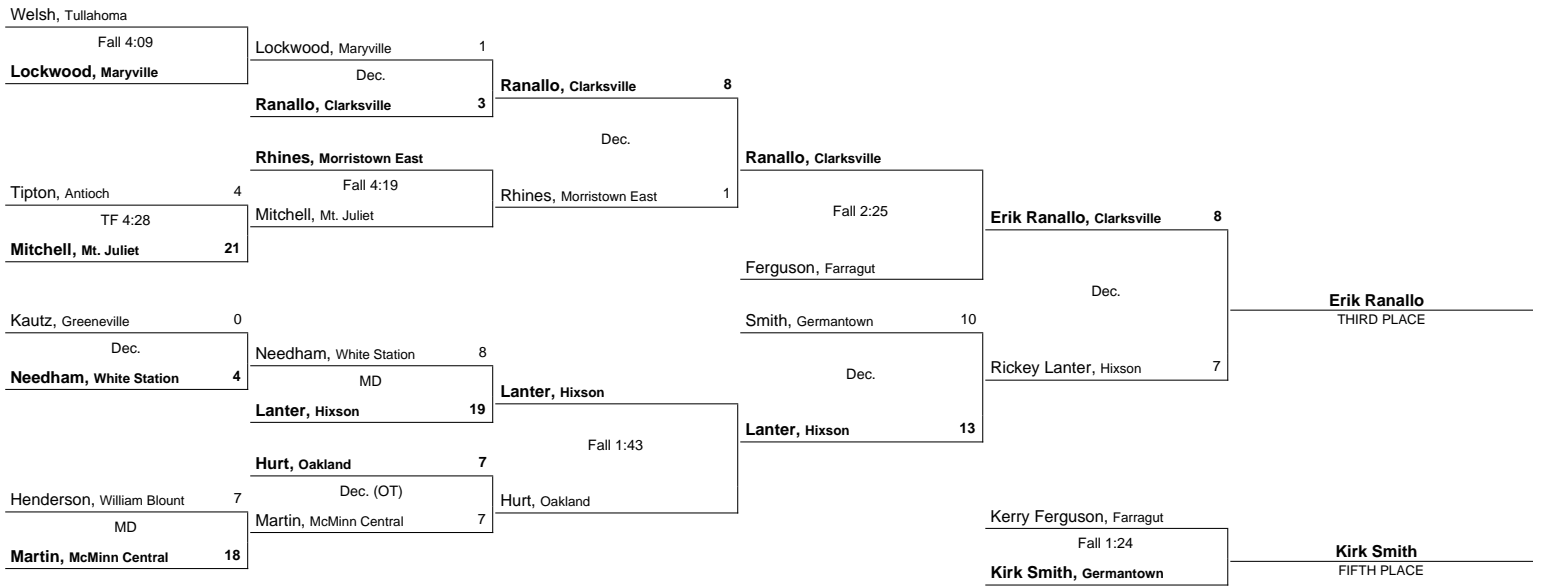 Welsh, Tullahoma
Fall 4:09
Lockwood, Maryville
Tipton, Antioch 4
TF 4:28
Mitchell, Mt. Juliet 21
Kautz, Greeneville 0
Dec.
Needham, White Station 4
Henderson, William Blount 7
MD
Martin, McMinn Central 18
Lockwood, Maryville 1
Dec.
Ranallo, Clarksville 3
Rhines, Morristown East
Fall 4:19
Mitchell, Mt. Juliet
Needham, White Station 8
MD
Lanter, Hixson 19
Hurt, Oakland 7
Dec. (OT)
Martin, McMinn Central 7
Ranallo, Clarksville 8
Dec.
Rhines, Morristown East 1
Lanter, Hixson
Fall 1:43
Hurt, Oakland
Ranallo, Clarksville
Fall 2:25
Ferguson, Farragut
Smith, Germantown 10
Dec.
Lanter, Hixson 13
Erik Ranallo, Clarksville 8
Dec.
Rickey Lanter, Hixson 7
Erik Ranallo
THIRD PLACE
Kerry Ferguson, Farragut
Fall 1:24
Kirk Smith, Germantown
Kirk Smith
FIFTH PLACE